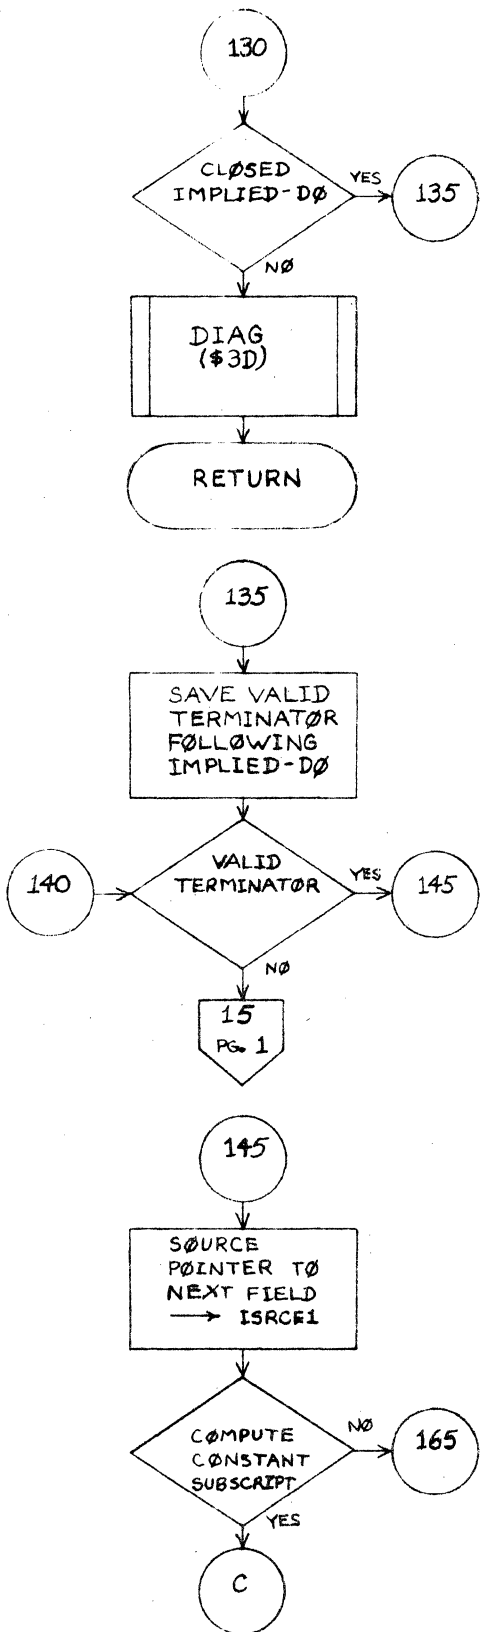 130
CLØSED
IMPLIED-DØ
YES
135
NØ
DIAG
($3D)
RETURN
135
SAVE VALID
TERMINATØR
FØLLØWING
IMPLIED-DØ
140
VALID
TERMINATØR
YES
145
NØ
15
PG. 1
145
SØURCE
PØINTER TØ
NEXT FIELD
→ ISRCE1
CØMPUTE
CØNSTANT
SUBSCRIPT
NØ
165
YES
C